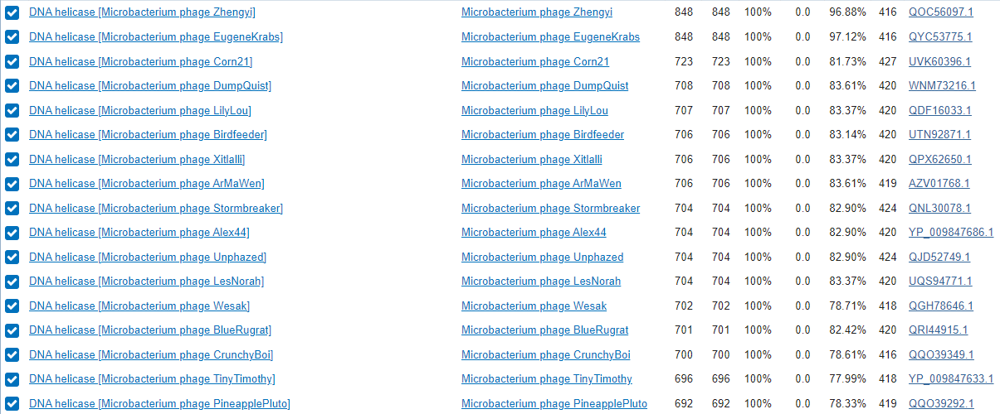 DNA helicase [Microbacterium phage Zhengyi] Microbacterium phage Zhengyi 848 848 100% 0.0 96.88% 416 QOC56097.1
DNA helicase [Microbacterium phage EugeneKrabs] Microbacterium phage EugeneKrabs 848 848 100% 0.0 97.12% 416 QYC53775.1
DNA helicase [Microbacterium phage Corn21] Microbacterium phage Corn21 723 723 100% 0.0 81.73% 427 UVK60396.1
DNA helicase [Microbacterium phage DumpQuist] Microbacterium phage DumpQuist 708 708 100% 0.0 83.61% 420 WNM73216.1
DNA helicase [Microbacterium phage LilyLou] Microbacterium phage LilyLou 707 707 100% 0.0 83.37% 420 QDF16033.1
DNA helicase [Microbacterium phage Birdfeeder] Microbacterium phage Birdfeeder 706 706 100% 0.0 83.14% 420 UTN92871.1
DNA helicase [Microbacterium phage Xitlalli] Microbacterium phage Xitlalli 706 706 100% 0.0 83.37% 420 QPX62650.1
DNA helicase [Microbacterium phage ArMaWen] Microbacterium phage ArMaWen 706 706 100% 0.0 83.61% 419 AZV01768.1
DNA helicase [Microbacterium phage Stormbreaker] Microbacterium phage Stormbreaker 704 704 100% 0.0 82.90% 424 QNL30078.1
DNA helicase [Microbacterium phage Alex44] Microbacterium phage Alex44 704 704 100% 0.0 82.90% 420 YP_009847686.1
DNA helicase [Microbacterium phage Unphazed] Microbacterium phage Unphazed 704 704 100% 0.0 82.90% 424 QJD52749.1
DNA helicase [Microbacterium phage LesNorah] Microbacterium phage LesNorah 704 704 100% 0.0 83.37% 420 UQS94771.1
DNA helicase [Microbacterium phage Wesak] Microbacterium phage Wesak 702 702 100% 0.0 78.71% 418 QGH78646.1
DNA helicase [Microbacterium phage BlueRugrat] Microbacterium phage BlueRugrat 701 701 100% 0.0 82.42% 420 QRI44915.1
DNA helicase [Microbacterium phage CrunchyBoi] Microbacterium phage CrunchyBoi 700 700 100% 0.0 78.61% 416 QQO39349.1
DNA helicase [Microbacterium phage TinyTimothy] Microbacterium phage TinyTimothy 696 696 100% 0.0 77.99% 418 YP_009847633.1
DNA helicase [Microbacterium phage PineapplePluto] Microbacterium phage PineapplePluto 692 692 100% 0.0 78.33% 419 QQO39292.1